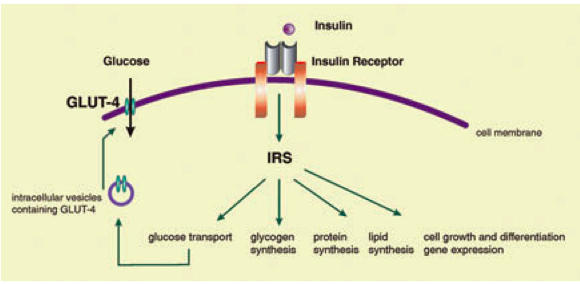 Insulin
Glucose
Insulin Receptor
GLUT-4
cell membrane
IRS
intracellular vesicles
containing GLUT-4
glucose transport
glycogen
synthesis
protein
synthesis
lipid
synthesis
cell growth and differentiation
gene expression